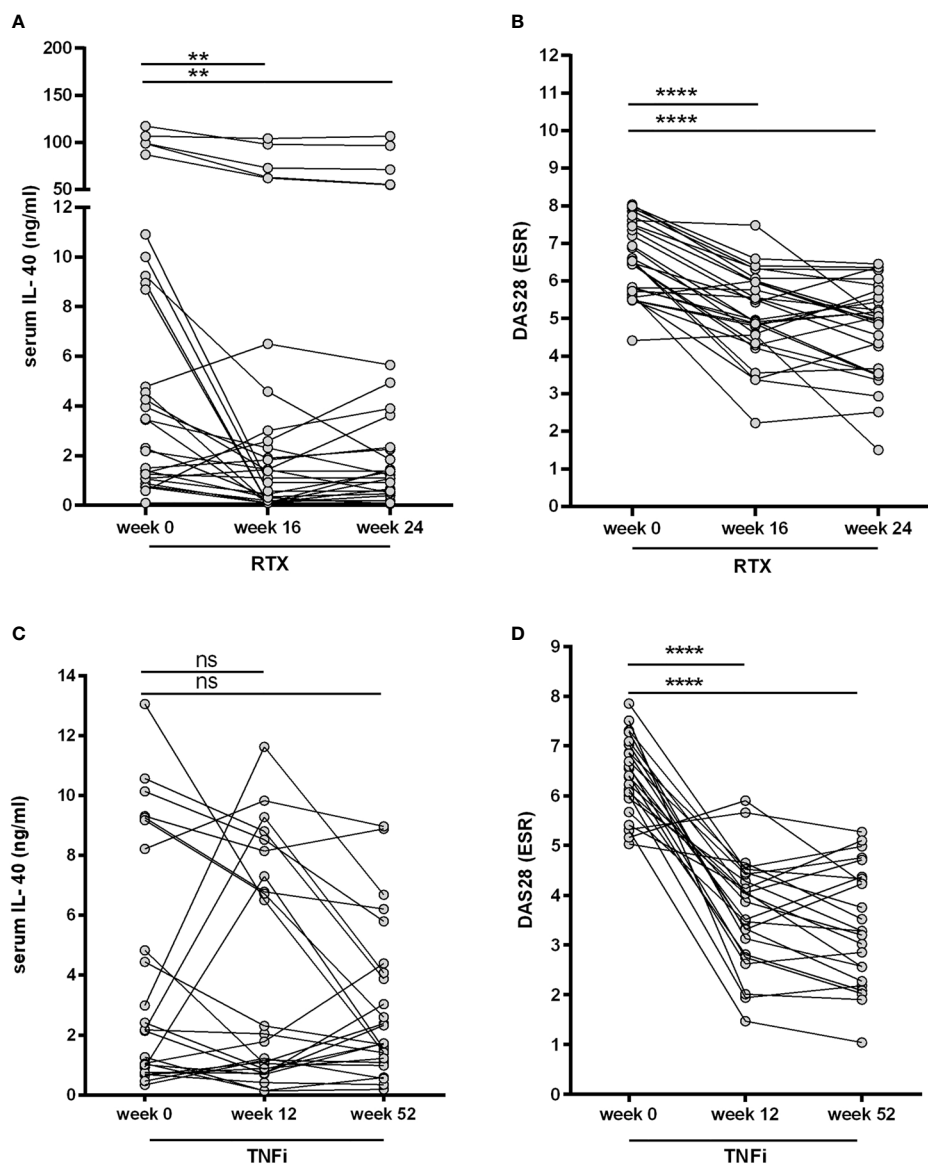 A
serum IL- 40 (ng/ml)
200
150
100
50
12
10
8
6
4
2
0
**
**
week 0 week 16 week 24
RTX
B
DAS28 (ESR)
12
11
10
9
8
7
6
5
4
3
2
1
0
****
****
week 0 week 16 week 24
RTX
C
serum IL- 40 (ng/ml)
14
12
10
8
6
4
2
0
ns
ns
week 0 week 12 week 52
TNFi
D
DAS28 (ESR)
9
8
7
6
5
4
3
2
1
0
****
****
week 0 week 12 week 52
TNFi